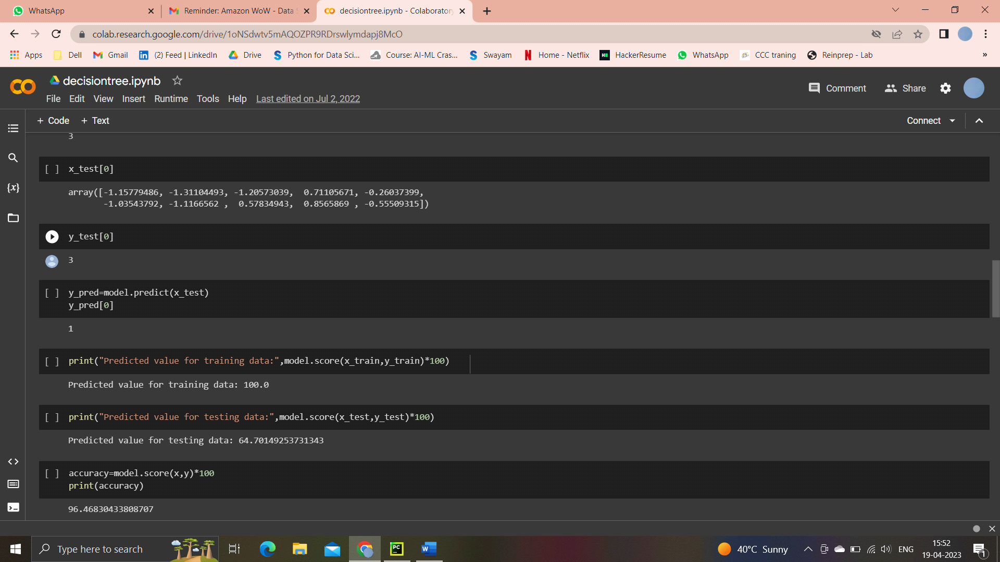 WhatsApp
Reminder: Amazon WoW - Data S
decisiontree.ipynb - Colaboratory
colab.research.google.com/drive/1oNSdwtv5mAQOZPR9RDrswlymdapj8McO
Apps Dell Gmail (2) Feed | LinkedIn Drive Python for Data Sci... Course: AI-ML Cras... Swayam Home - Netflix HackerResume WhatsApp CCC traning Reinprep - Lab »
decisiontree.ipynb
Comment Share
File Edit View Insert Runtime Tools Help Last edited on Jul 2, 2022
+ Code + Text Connect
3
[ ] x_test[0]
array([-1.15779486, -1.31104493, -1.20573039,  0.71105671, -0.26037399,
-1.03543792, -1.1166562 ,  0.57834943,  0.8565869 , -0.55509315])
{x}
y_test[0]
3
[ ] y_pred=model.predict(x_test)
y_pred[0]
1
[ ] print("Predicted value for training data:",model.score(x_train,y_train)*100)
Predicted value for training data: 100.0
[ ] print("Predicted value for testing data:",model.score(x_test,y_test)*100)
Predicted value for testing data: 64.70149253731343
[ ] accuracy=model.score(x,y)*100
print(accuracy)
96.46830433808707
Type here to search
PC
W
40°C Sunny
ENG
15:52
19-04-2023
1